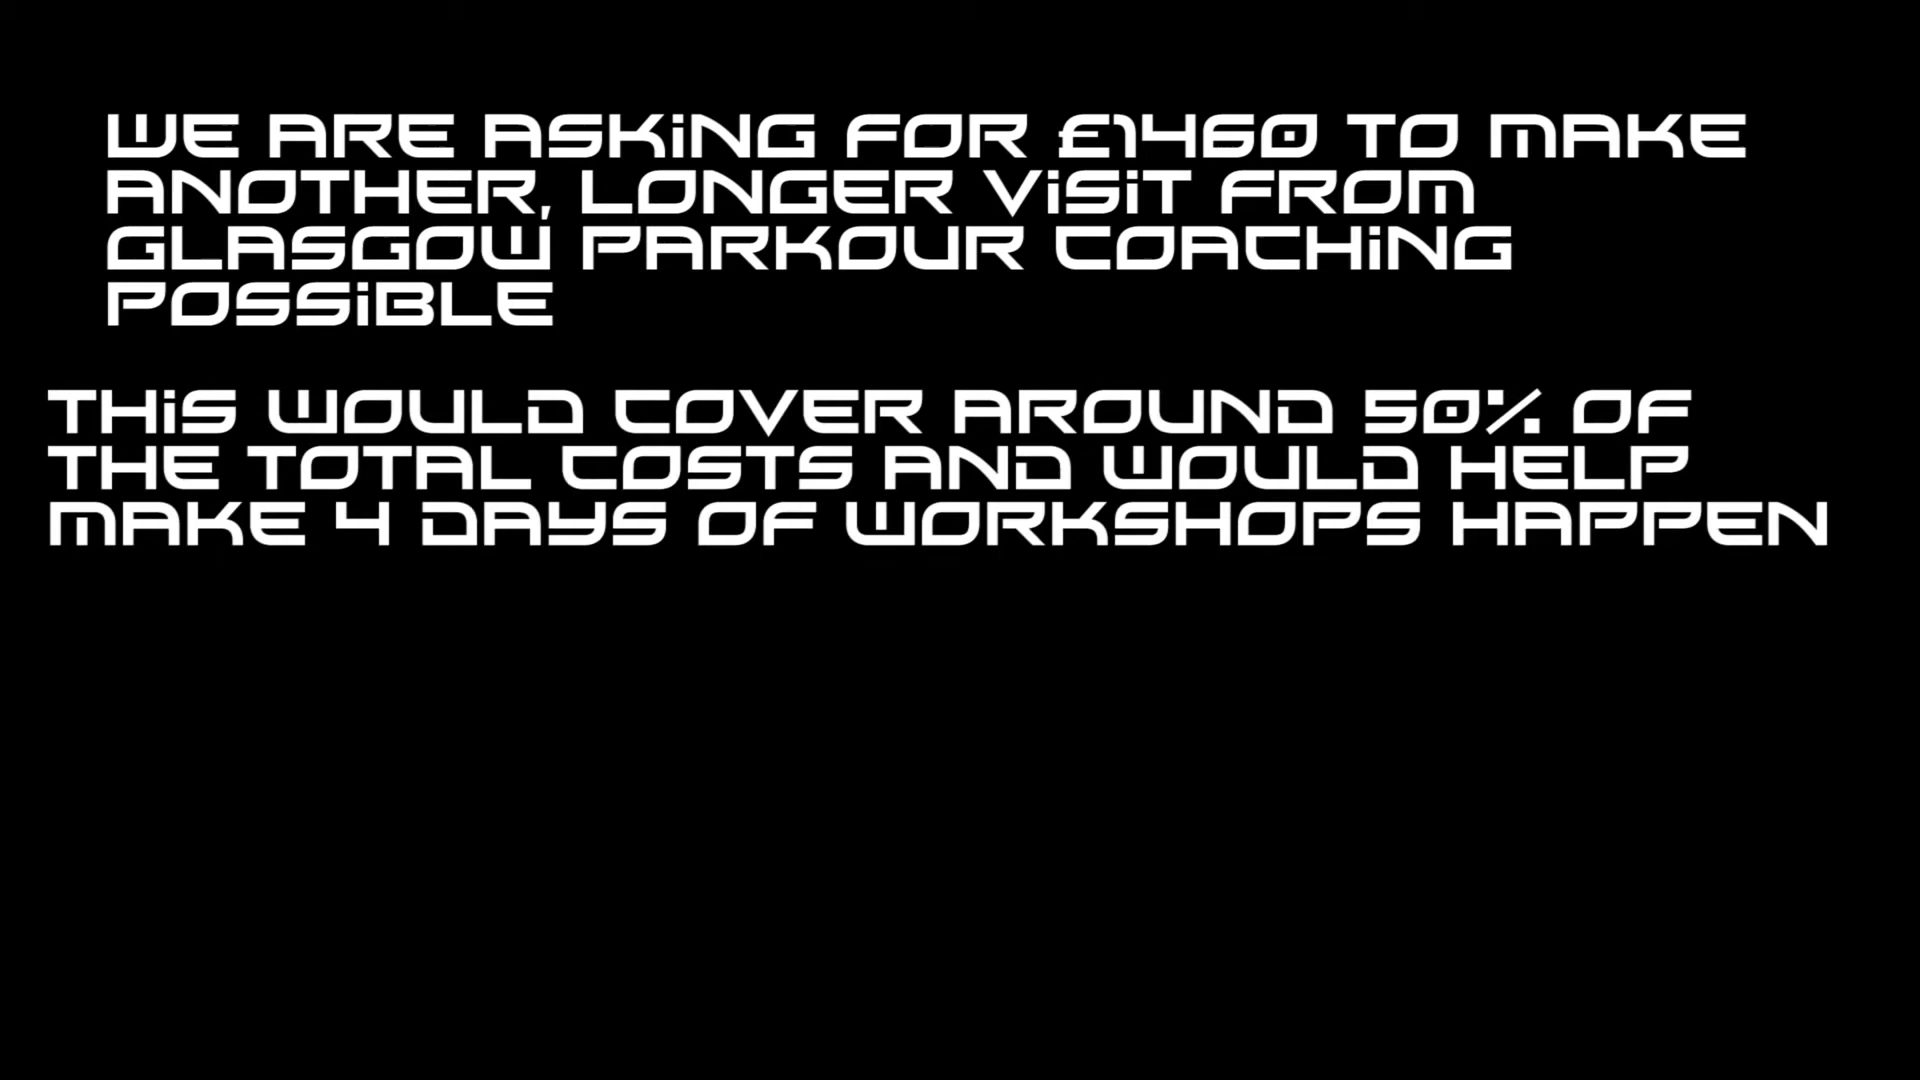 WE ARE ASKiNG FOR £1460 TO MAKE
ANOTHER, LONGER ViSiT FROM
GLASGOW PARKOUR COACHiNG
POSSiBLE
THiS WOULD COVER AROUND 50% OF
THE TOTAL COSTS AND WOULD HELP
MAKE 4 DAYS OF WORKSHOPS HAPPEN